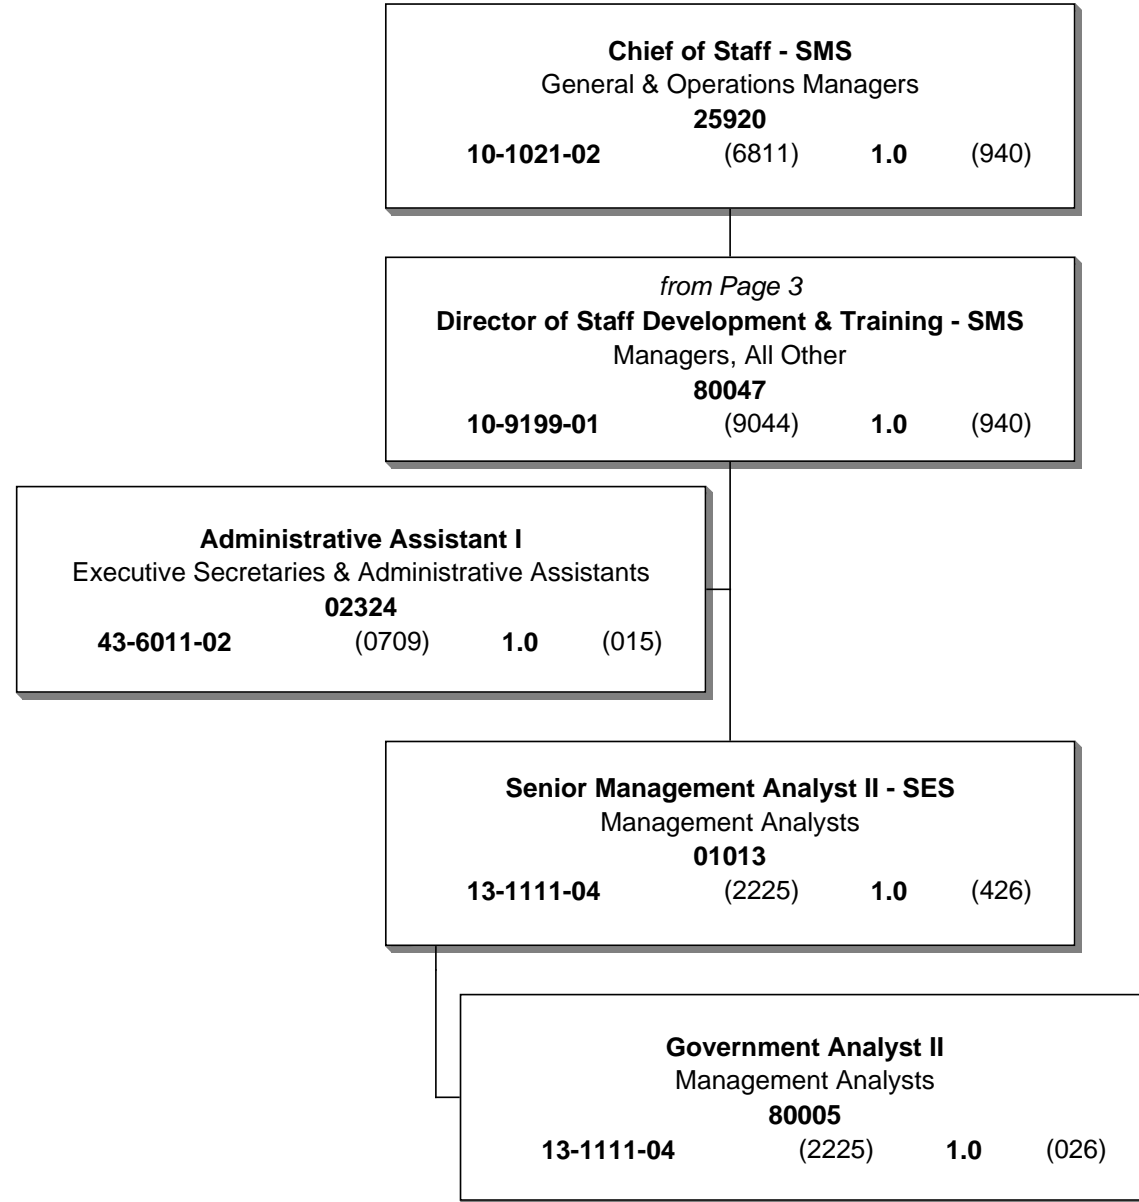 Chief of Staff - SMS
General & Operations Managers
25920
10-1021-02 (6811) 1.0 (940)
from Page 3
Director of Staff Development & Training - SMS
Managers, All Other
80047
10-9199-01 (9044) 1.0 (940)
Administrative Assistant I
Executive Secretaries & Administrative Assistants
02324
43-6011-02 (0709) 1.0 (015)
Senior Management Analyst II - SES
Management Analysts
01013
13-1111-04 (2225) 1.0 (426)
Government Analyst II
Management Analysts
80005
13-1111-04 (2225) 1.0 (026)